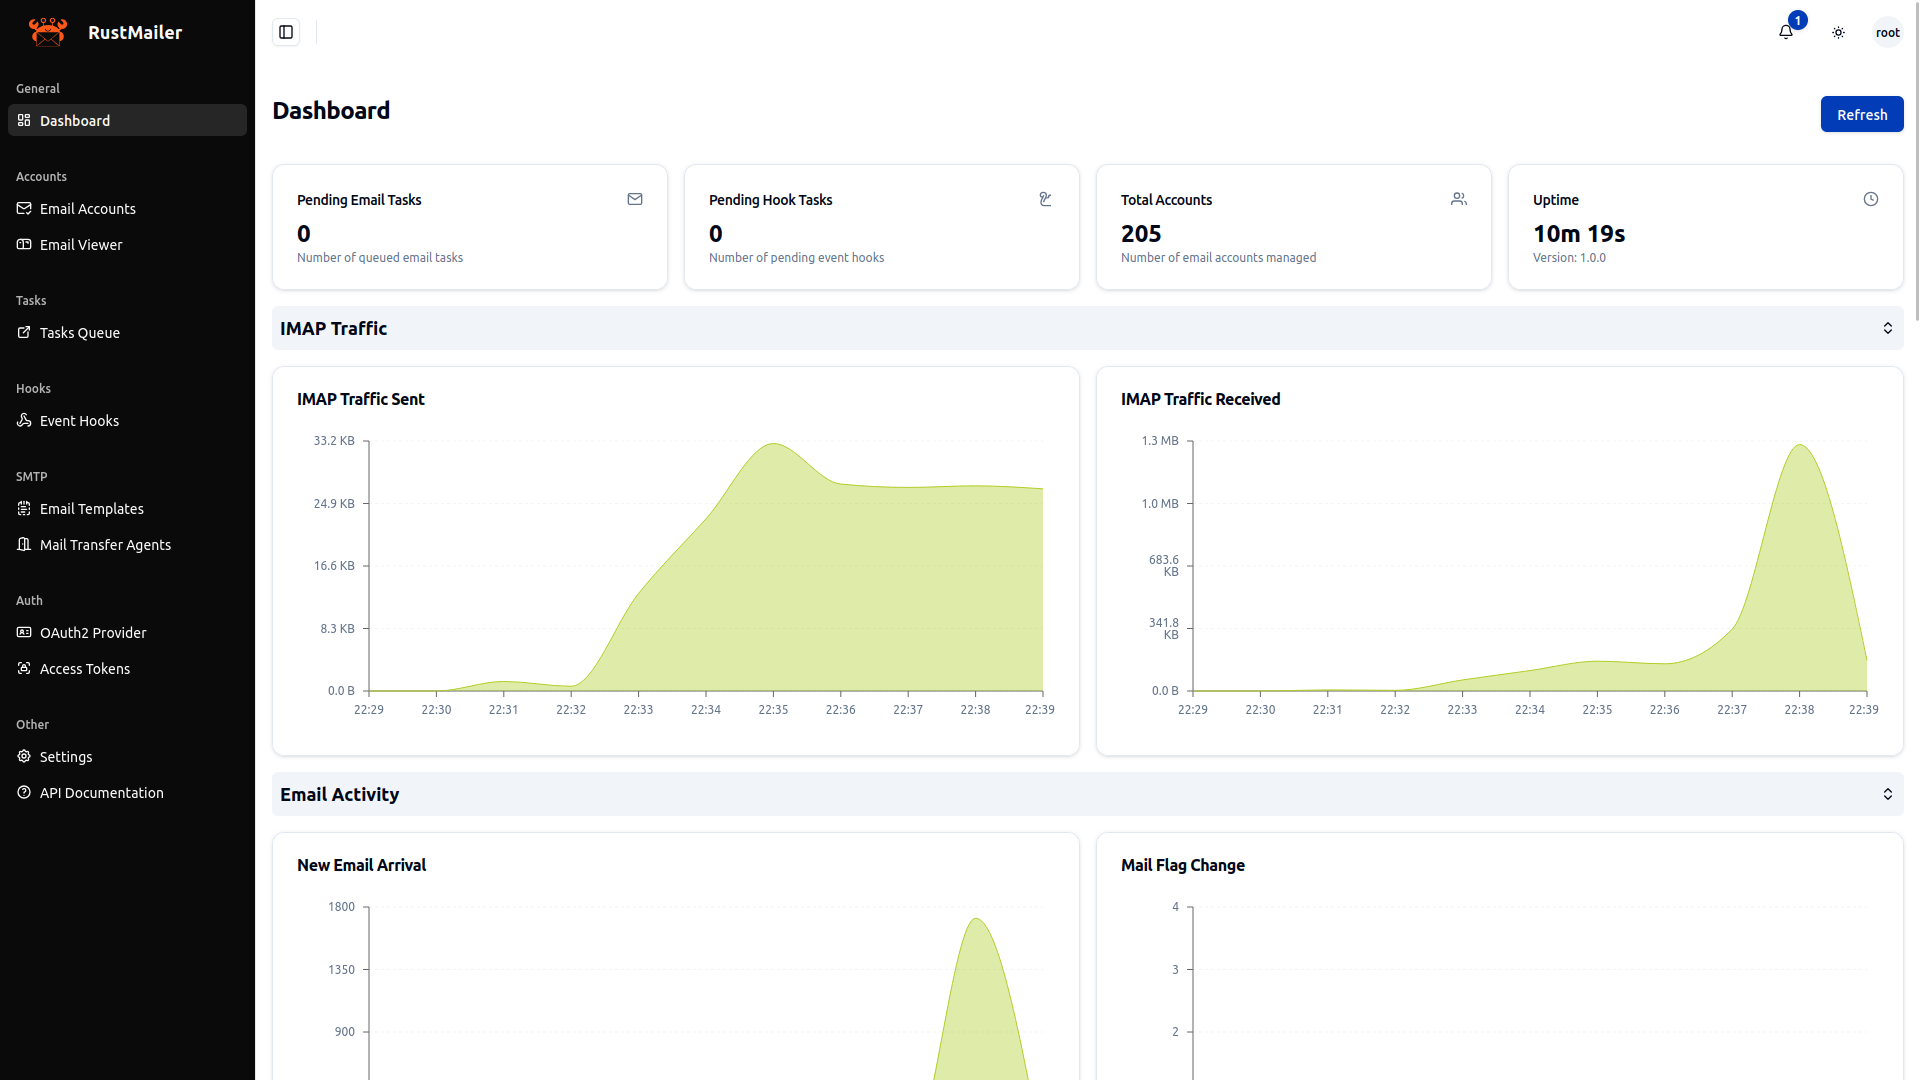 RustMailer
General
Dashboard
Accounts
Email Accounts
Email Viewer
Tasks
Tasks Queue
Hooks
Event Hooks
SMTP
Email Templates
Mail Transfer Agents
Auth
OAuth2 Provider
Access Tokens
Other
Settings
API Documentation
1
root
Dashboard
Refresh
Pending Email Tasks
0
Number of queued email tasks
Pending Hook Tasks
0
Number of pending event hooks
Total Accounts
205
Number of email accounts managed
Uptime
10m 19s
Version: 1.0.0
IMAP Traffic
IMAP Traffic Sent
33.2 KB
24.9 KB
16.6 KB
8.3 KB
0.0 B
22:29 22:30 22:31 22:32 22:33 22:34 22:35 22:36 22:37 22:38 22:39
IMAP Traffic Received
1.3 MB
1.0 MB
683.6
KB
341.8
KB
0.0 B
22:29 22:30 22:31 22:32 22:33 22:34 22:35 22:36 22:37 22:38 22:39
Email Activity
New Email Arrival
1800
1350
900
Mail Flag Change
4
3
2